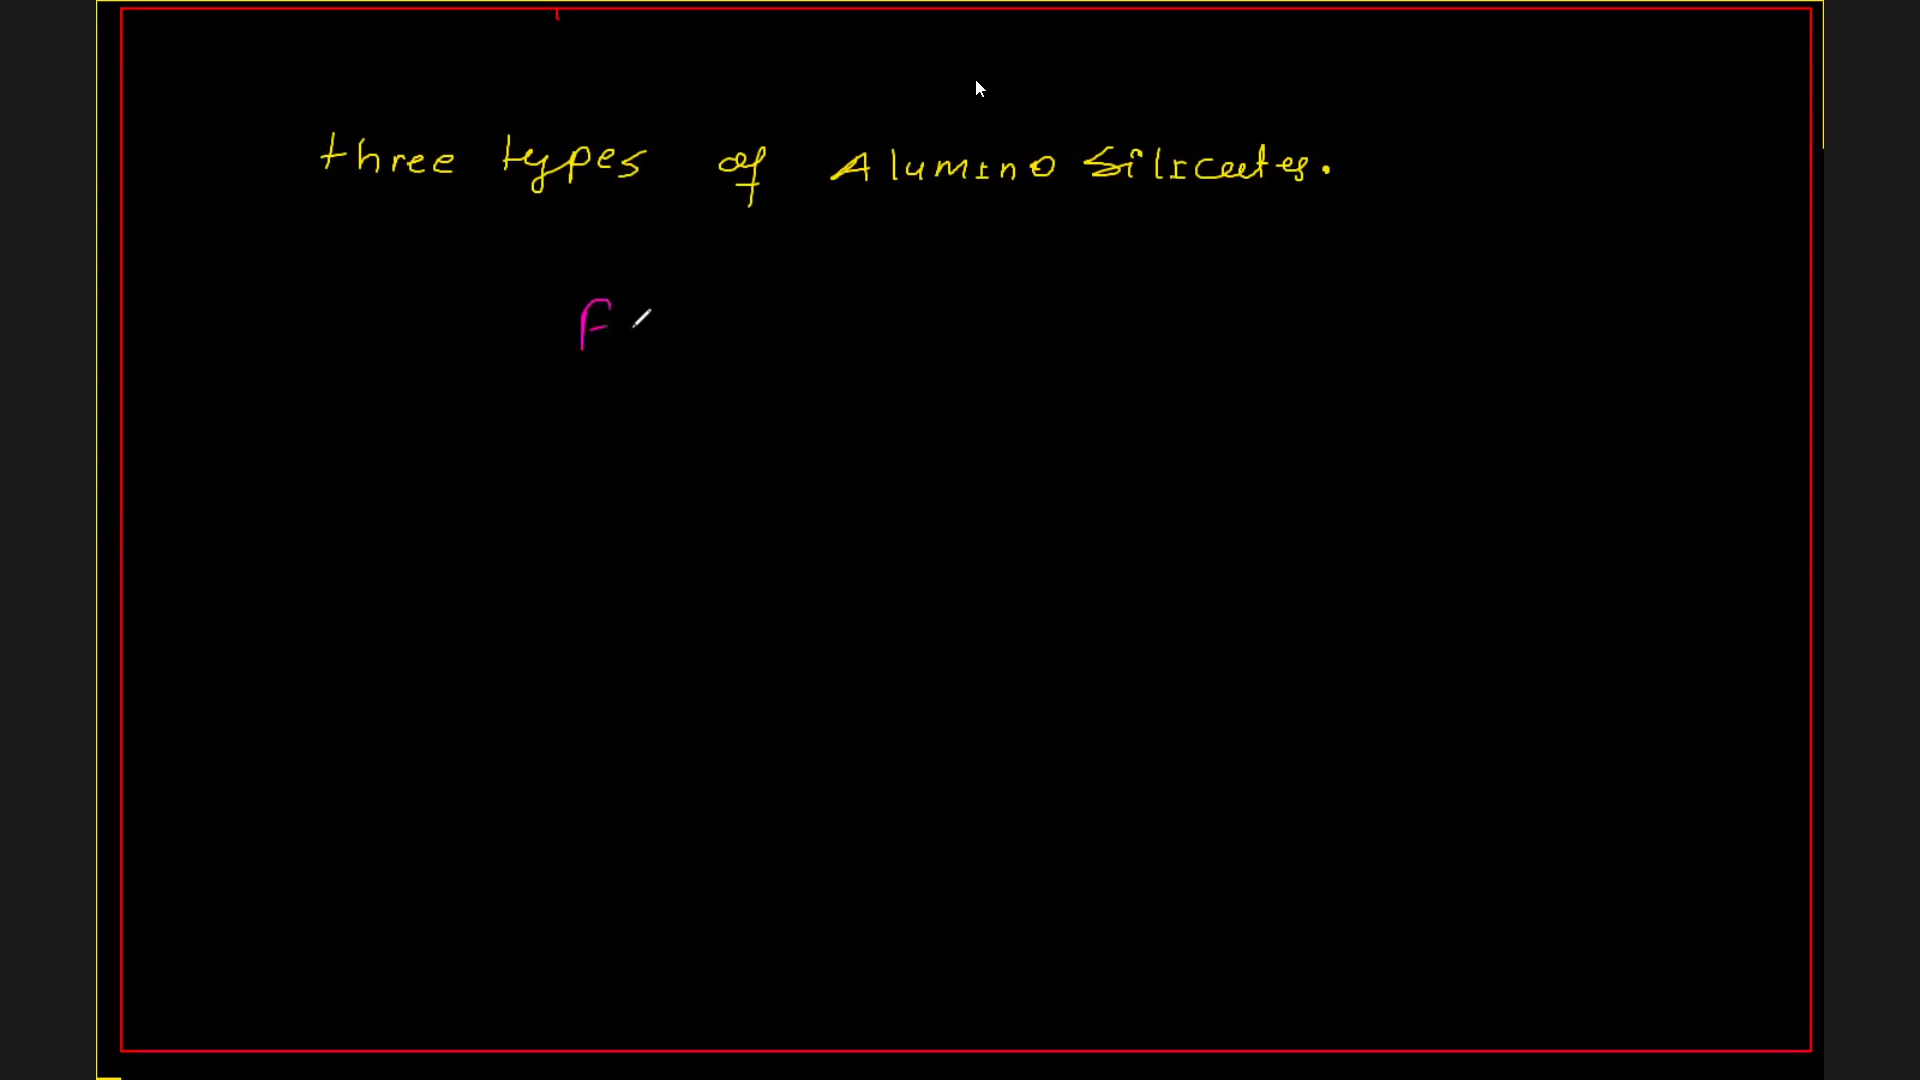 three types of Alumino Silicates.
F